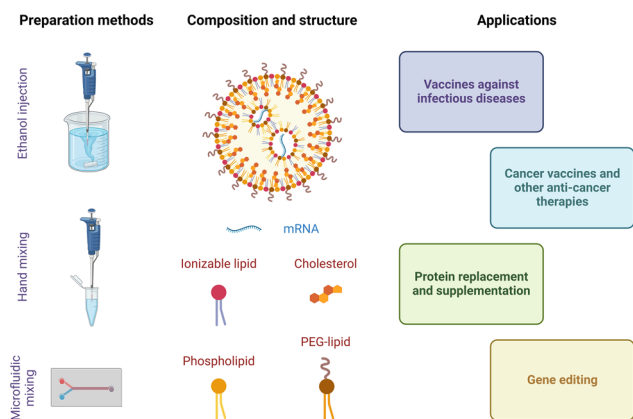 Preparation methods
Composition and structure
Applications
Ethanol injection
Hand mixing
Microfluidic
mixing
mRNA
Ionizable lipid
Cholesterol
Phospholipid
PEG-lipid
Vaccines against
infectious diseases
Cancer vaccines and
other anti-cancer
therapies
Protein replacement
and supplementation
Gene editing